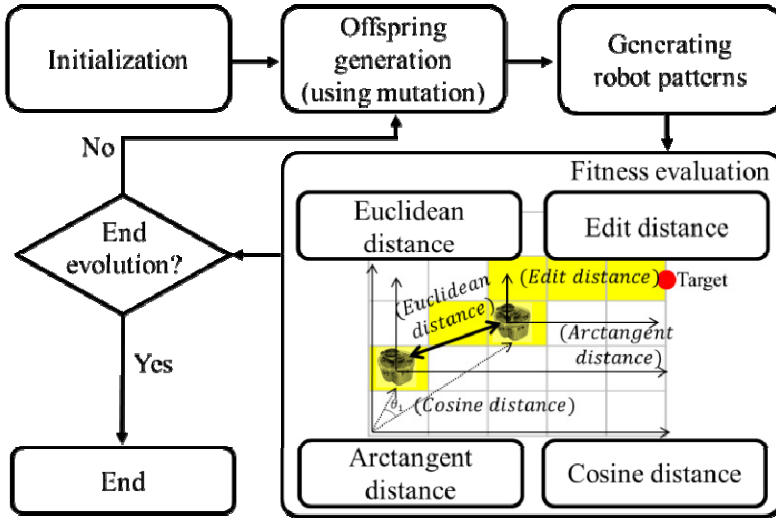 Initialization
Offspring
generation
(using mutation)
Generating
robot patterns
No
Fitness evaluation
Euclidean
distance
Edit distance
End
evolution?
(Edit distance)
Target
(Euclidean
distance)
(Arctangent
distance)
Yes
θ1
(Cosine distance)
End
Arctangent
distance
Cosine distance